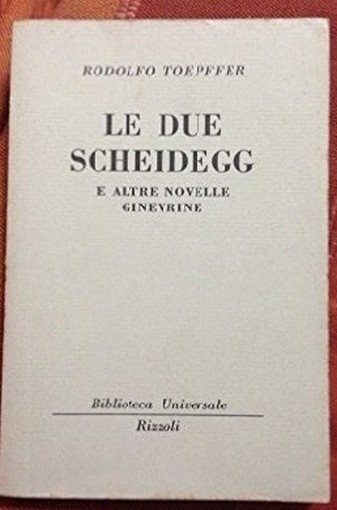 RODOLFO TOEPFFER
LE DUE
SCHEIDEGG
E ALTRE NOVELLE
GINEVRINE
Biblioteca Universale
Rizzoli